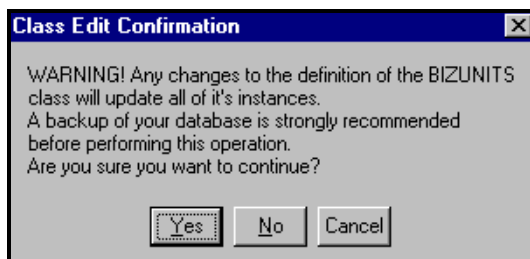 Class Edit Confirmation
WARNING! Any changes to the definition of the BIZUNITS
class will update all of it's instances.
A backup of your database is strongly recommended
before performing this operation.
Are you sure you want to continue?
Yes No Cancel